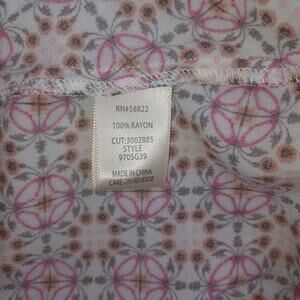 RN#58822
100% RAYON
CUT:3002885
STYLE
9705G39
MADE IN CHINA
CARE ON REVERSE